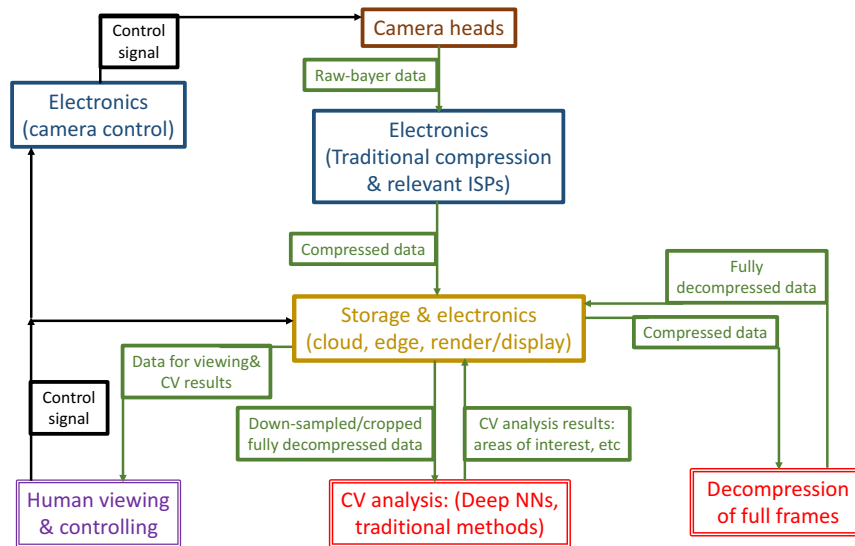 Control
signal
Camera heads
Raw-bayer data
Electronics
(camera control)
Electronics
(Traditional compression
& relevant ISPs)
Compressed data
Fully
decompressed data
Storage & electronics
(cloud, edge, render/display)
Compressed data
Data for viewing&
CV results
Control
signal
Down-sampled/cropped
fully decompressed data
CV analysis results:
areas of interest, etc
Human viewing
& controlling
CV analysis: (Deep NNs,
traditional methods)
Decompression
of full frames